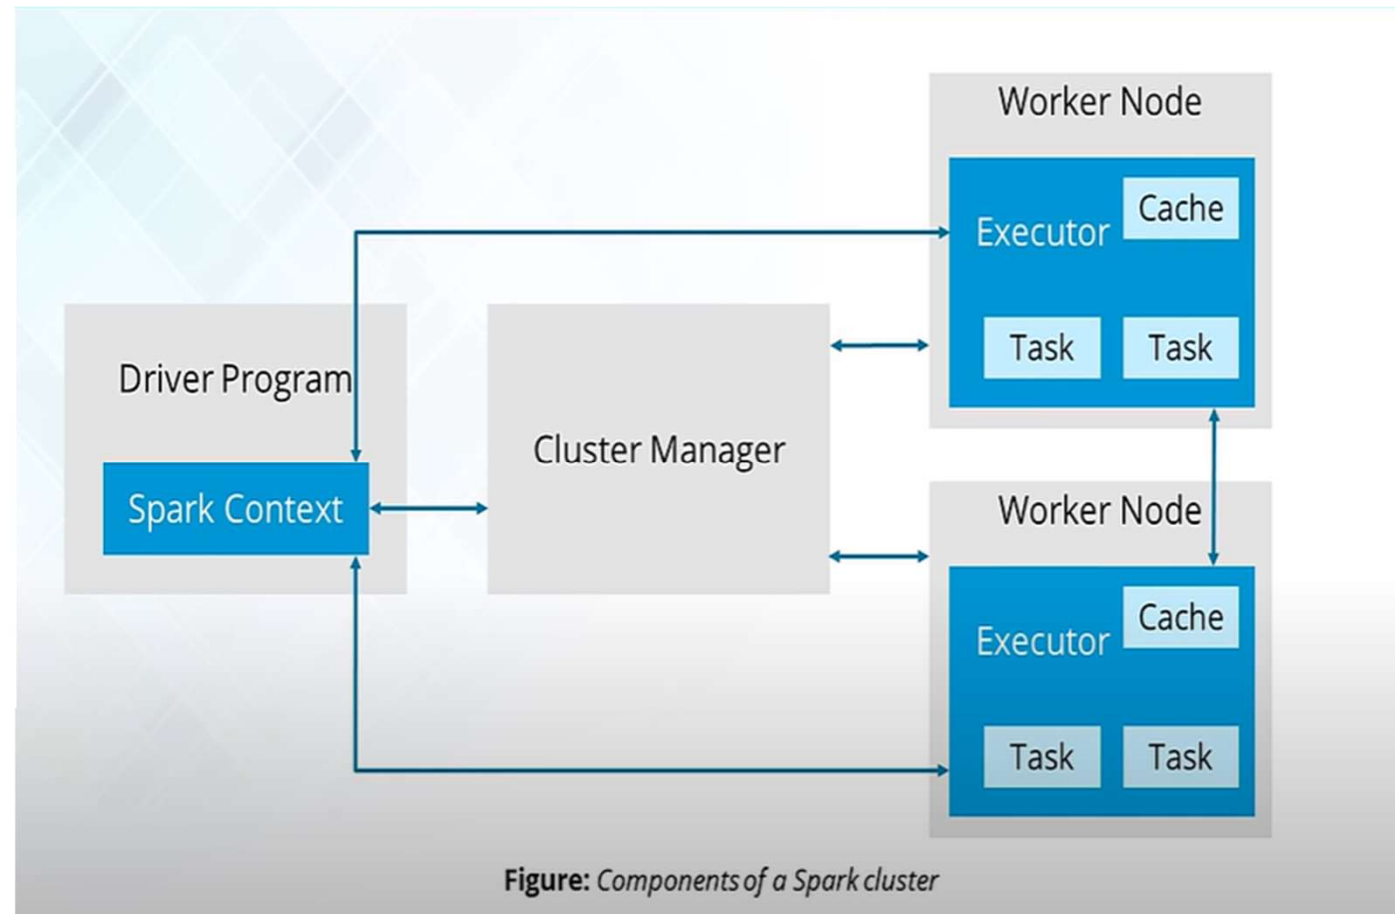 Worker Node
Executor
Cache
Task
Task
Driver Program
Spark Context
Cluster Manager
Worker Node
Executor
Cache
Task
Task
Figure: Components of a Spark cluster